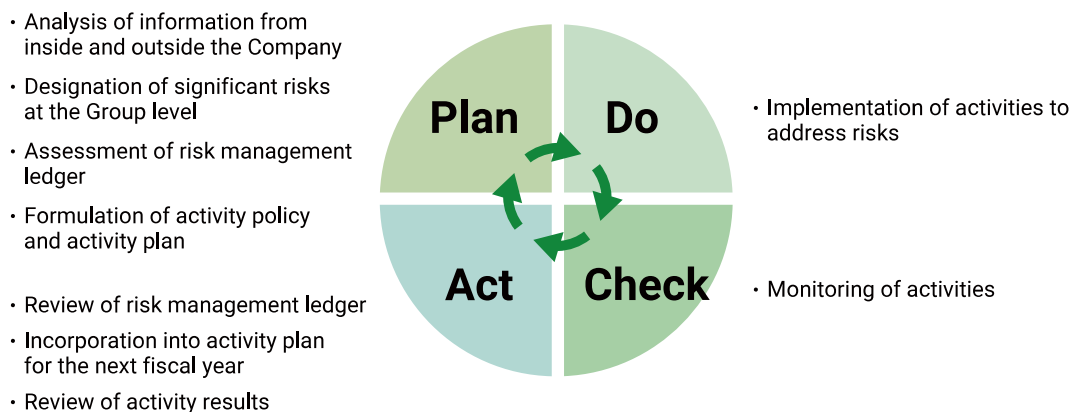 ・Analysis of information from
inside and outside the Company
・Designation of significant risks
at the Group level
・Assessment of risk management
ledger
・Formulation of activity policy
and activity plan
Plan
Do
・Implementation of activities to
address risks
・Review of risk management ledger
・Incorporation into activity plan
for the next fiscal year
・Review of activity results
Act
Check
・Monitoring of activities